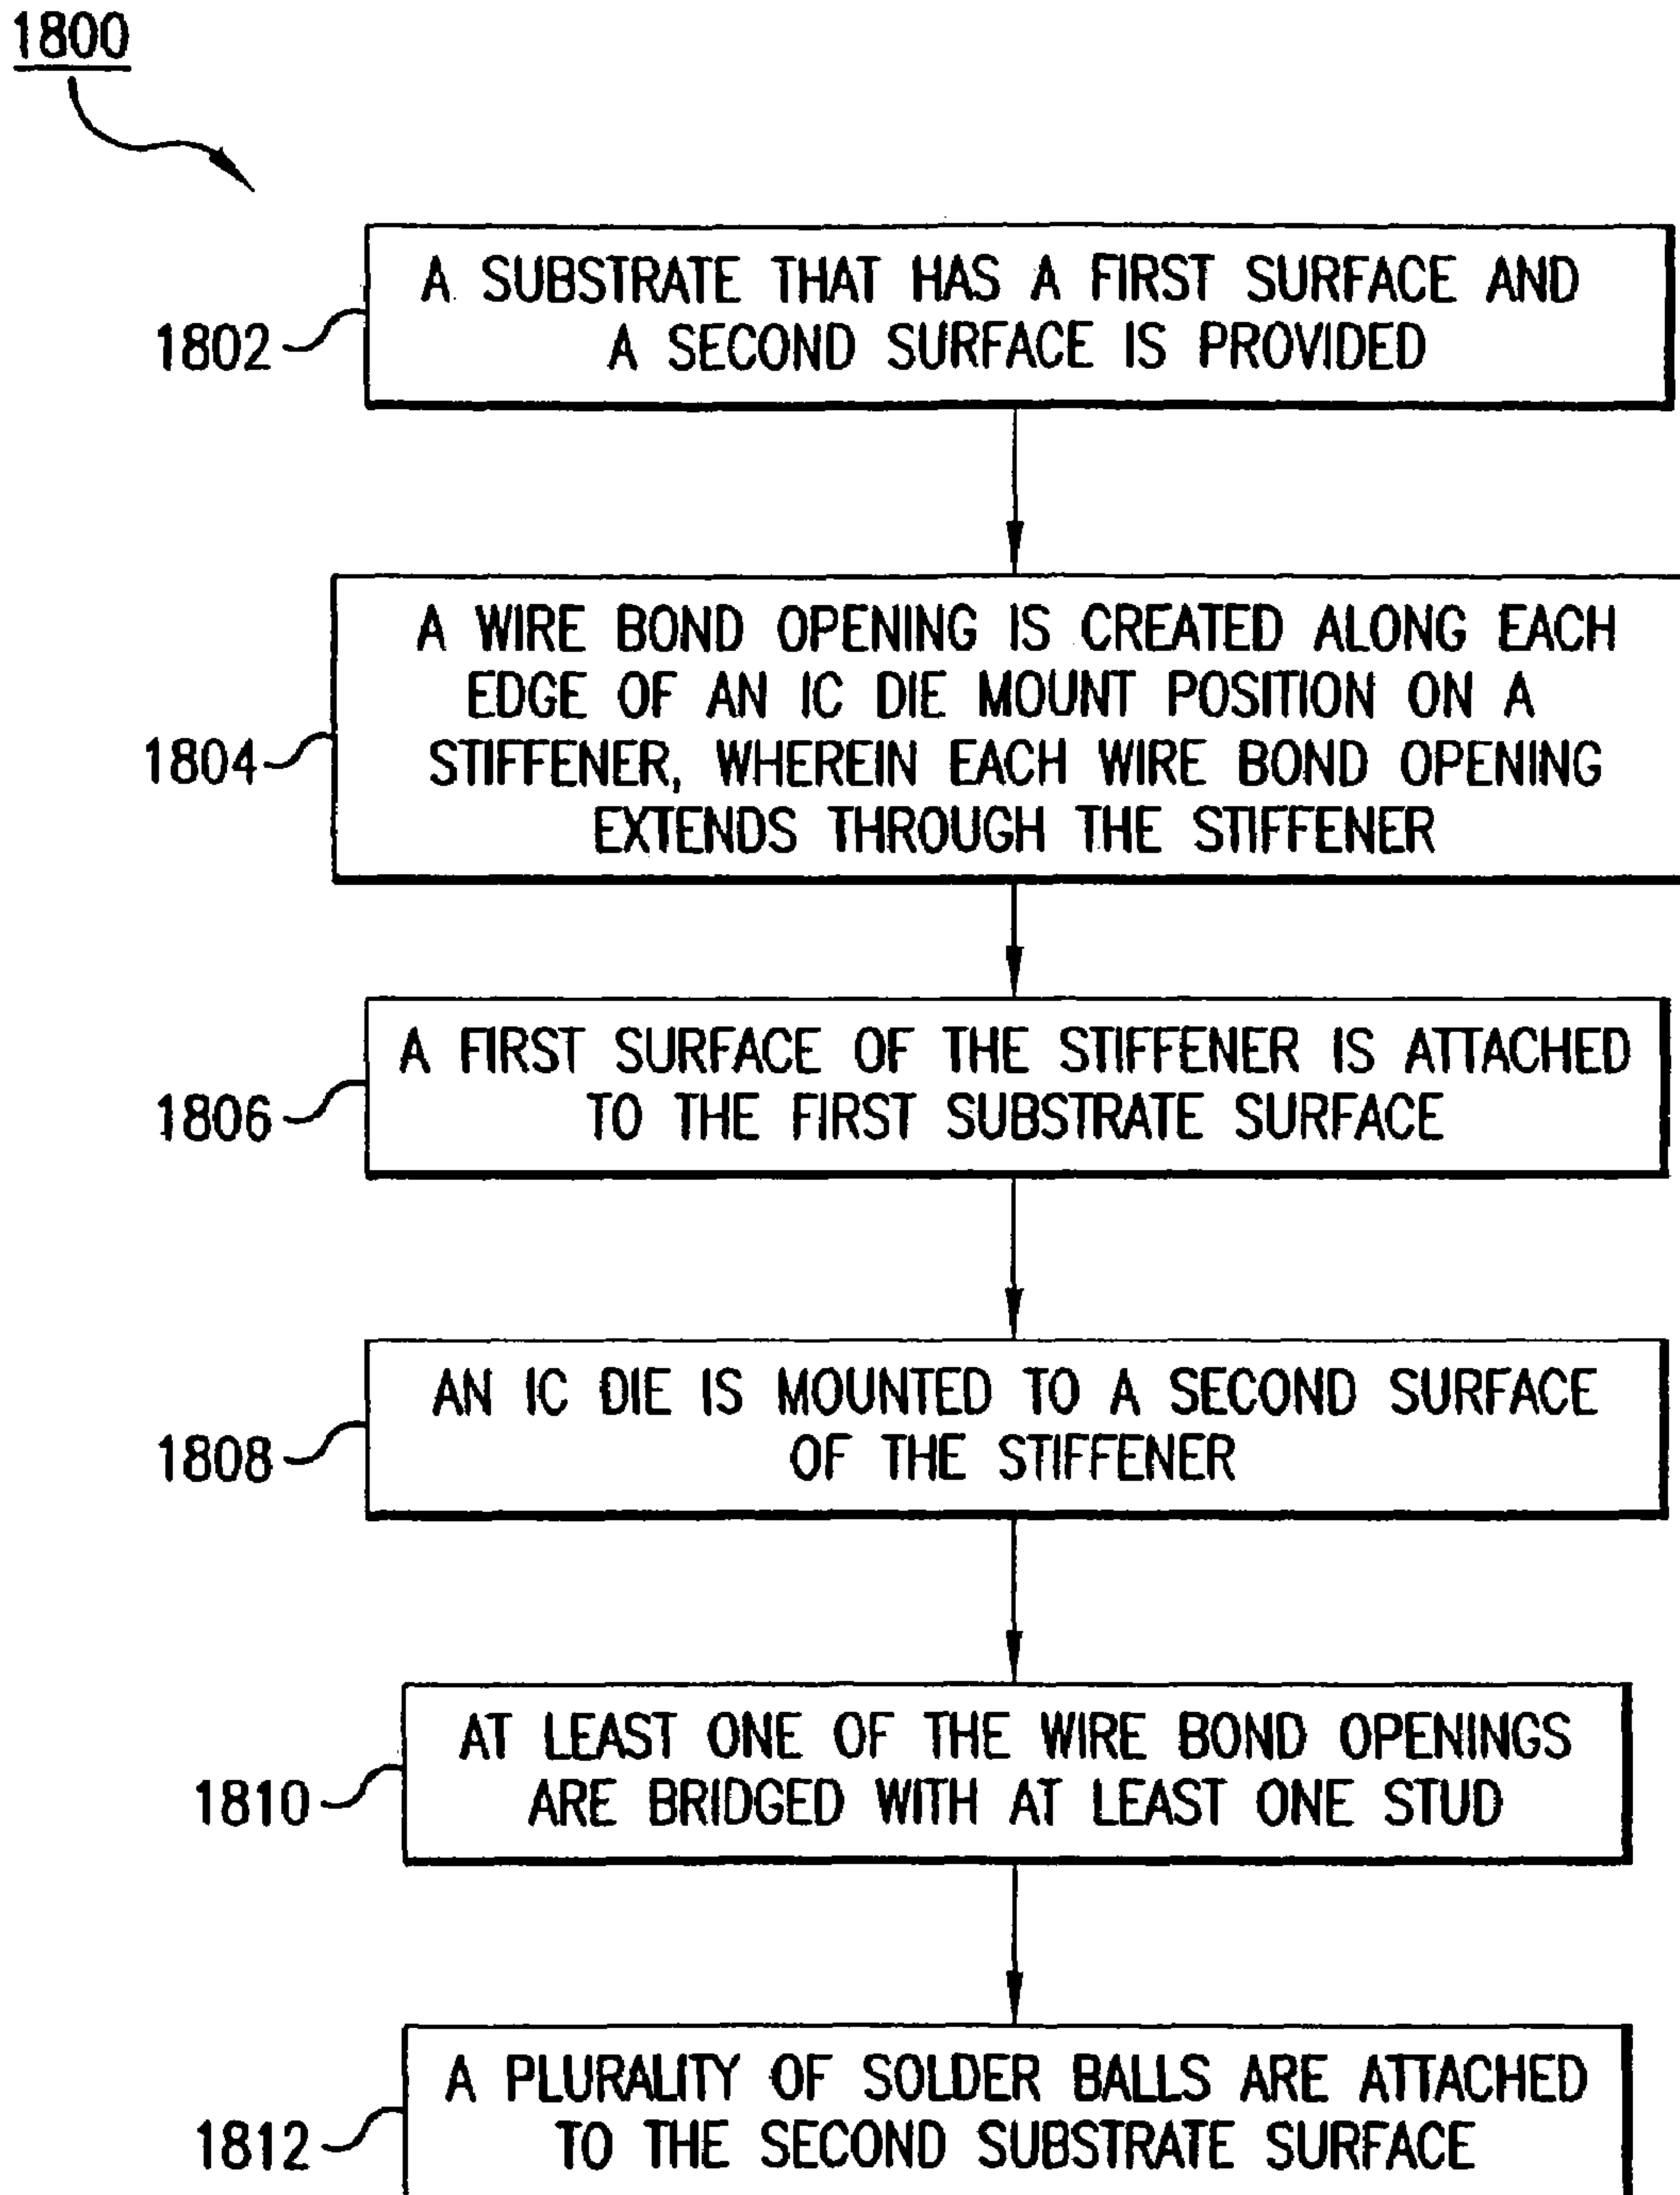 1800
A SUBSTRATE THAT HAS A FIRST SURFACE AND
A SECOND SURFACE IS PROVIDED
1802
A WIRE BOND OPENING IS CREATED ALONG EACH
EDGE OF AN IC DIE MOUNT POSITION ON A
STIFFENER, WHEREIN EACH WIRE BOND OPENING
EXTENDS THROUGH THE STIFFENER
1804
A FIRST SURFACE OF THE STIFFENER IS ATTACHED
TO THE FIRST SUBSTRATE SURFACE
1806
AN IC DIE IS MOUNTED TO A SECOND SURFACE
OF THE STIFFENER
1808
AT LEAST ONE OF THE WIRE BOND OPENINGS
ARE BRIDGED WITH AT LEAST ONE STUD
1810
A PLURALITY OF SOLDER BALLS ARE ATTACHED
TO THE SECOND SUBSTRATE SURFACE
1812